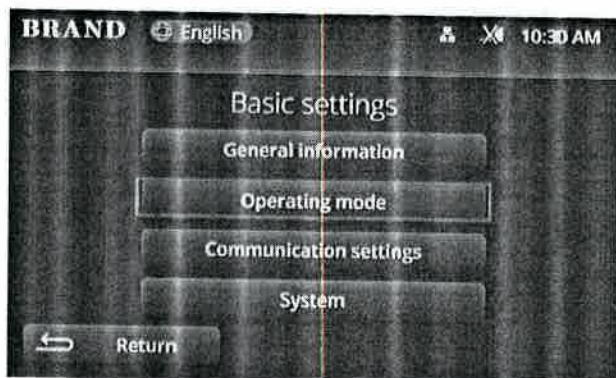 BRAND English 10:30 AM
Basic settings
General information
Operating mode
Communication settings
System
Return